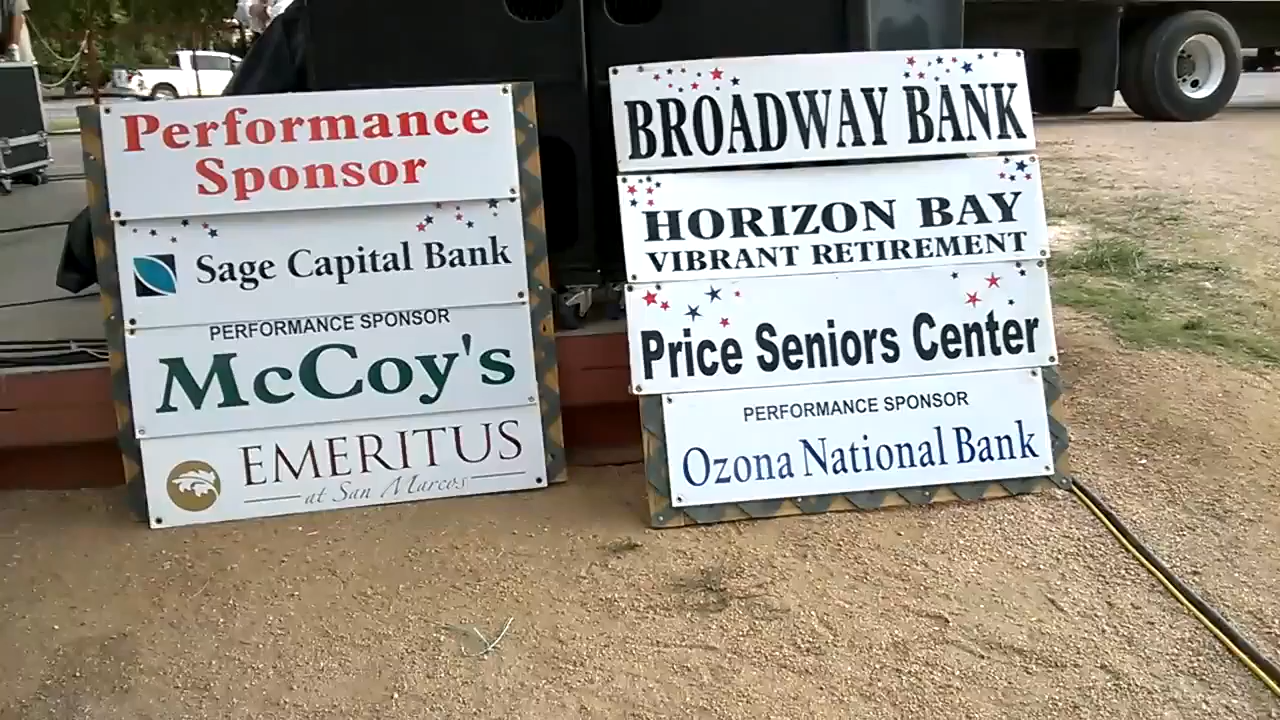 Performance
Sponsor
Sage Capital Bank
PERFORMANCE SPONSOR
McCoy's
EMERITUS
at San Marcos
BROADWAY BANK
HORIZON BAY
VIBRANT RETIREMENT
Price Seniors Center
PERFORMANCE SPONSOR
Ozona National Bank